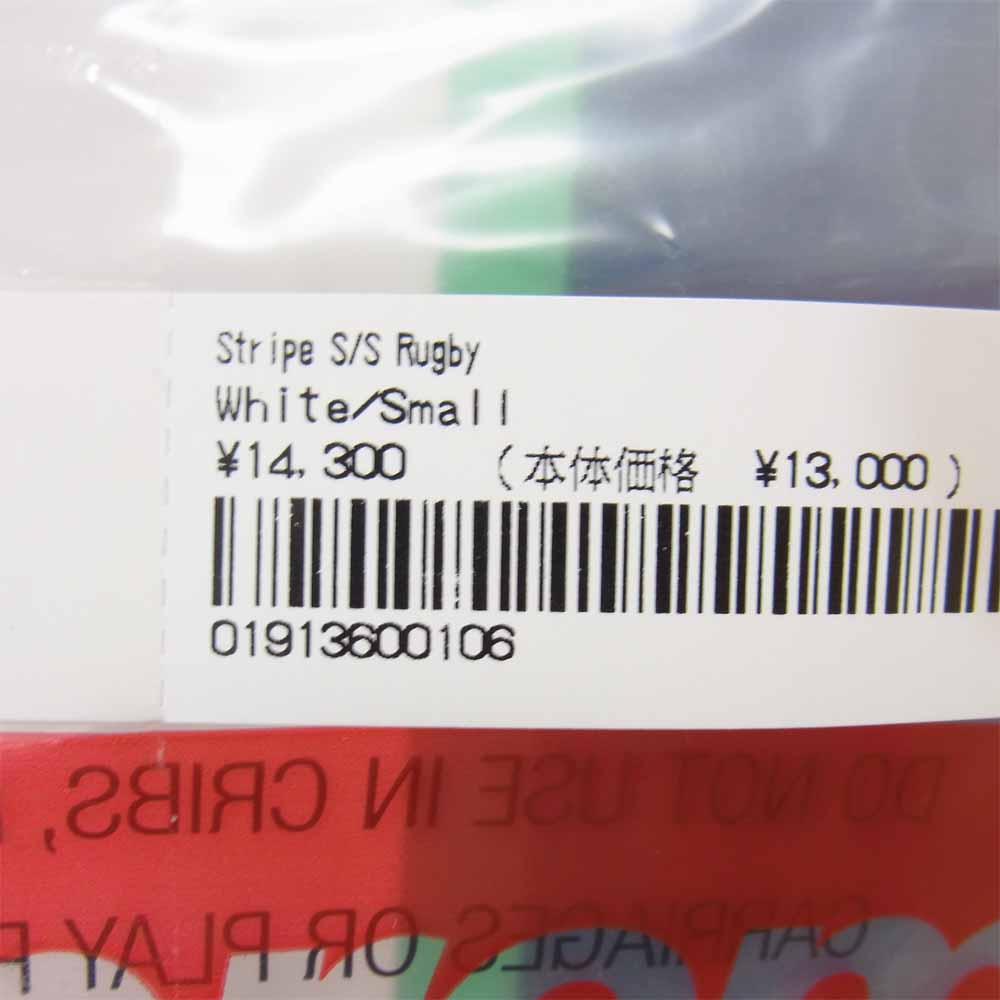 Stripe S/S Rugby
White/Small
¥14,300 (本体価格 ¥13,000)
01913600106
DO NOT USE IN CRIBS,
CARRIAGES OR PLAY P